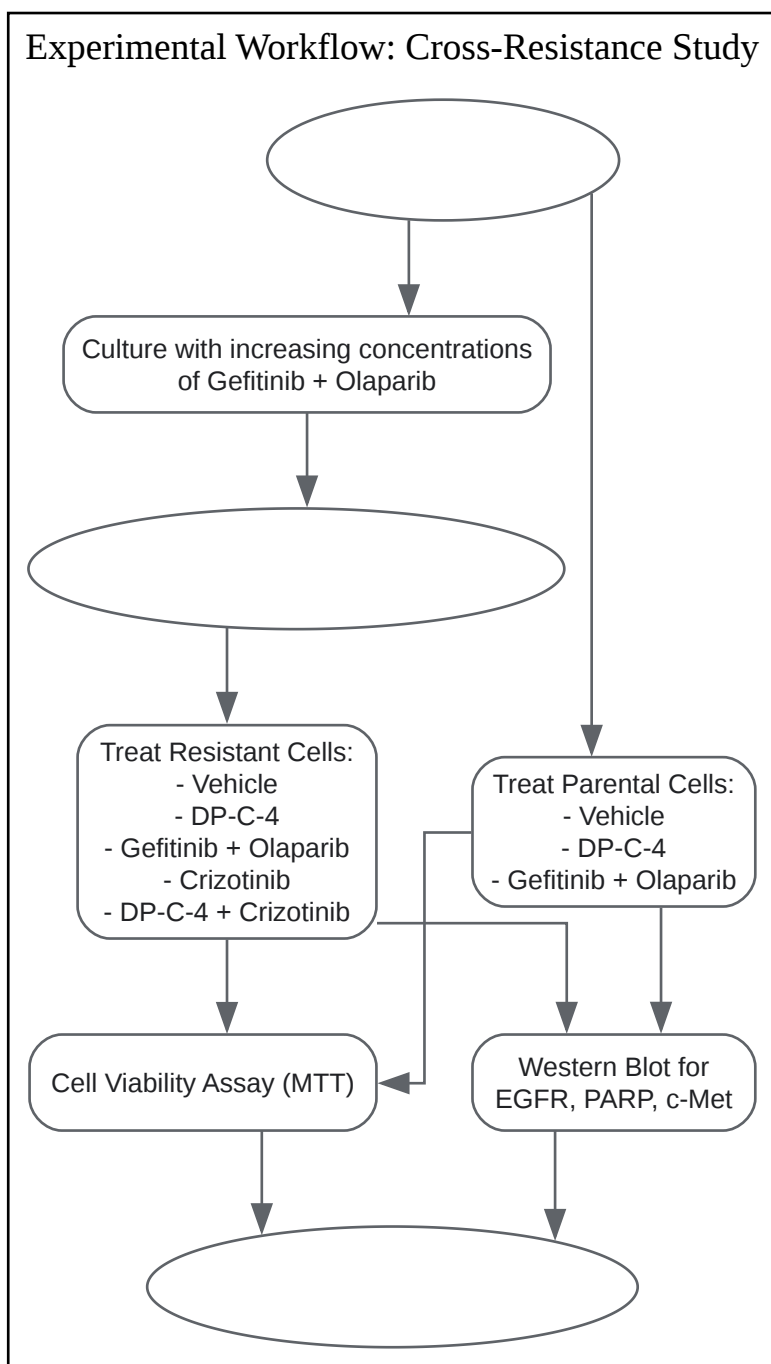 Experimental Workflow: Cross-Resistance Study
Culture with increasing concentrations
of Gefitinib + Olaparib
Treat Resistant Cells:
- Vehicle
- DP-C-4
- Gefitinib + Olaparib
- Crizotinib
- DP-C-4 + Crizotinib
Treat Parental Cells:
- Vehicle
- DP-C-4
- Gefitinib + Olaparib
Cell Viability Assay (MTT)
Western Blot for
EGFR, PARP, c-Met